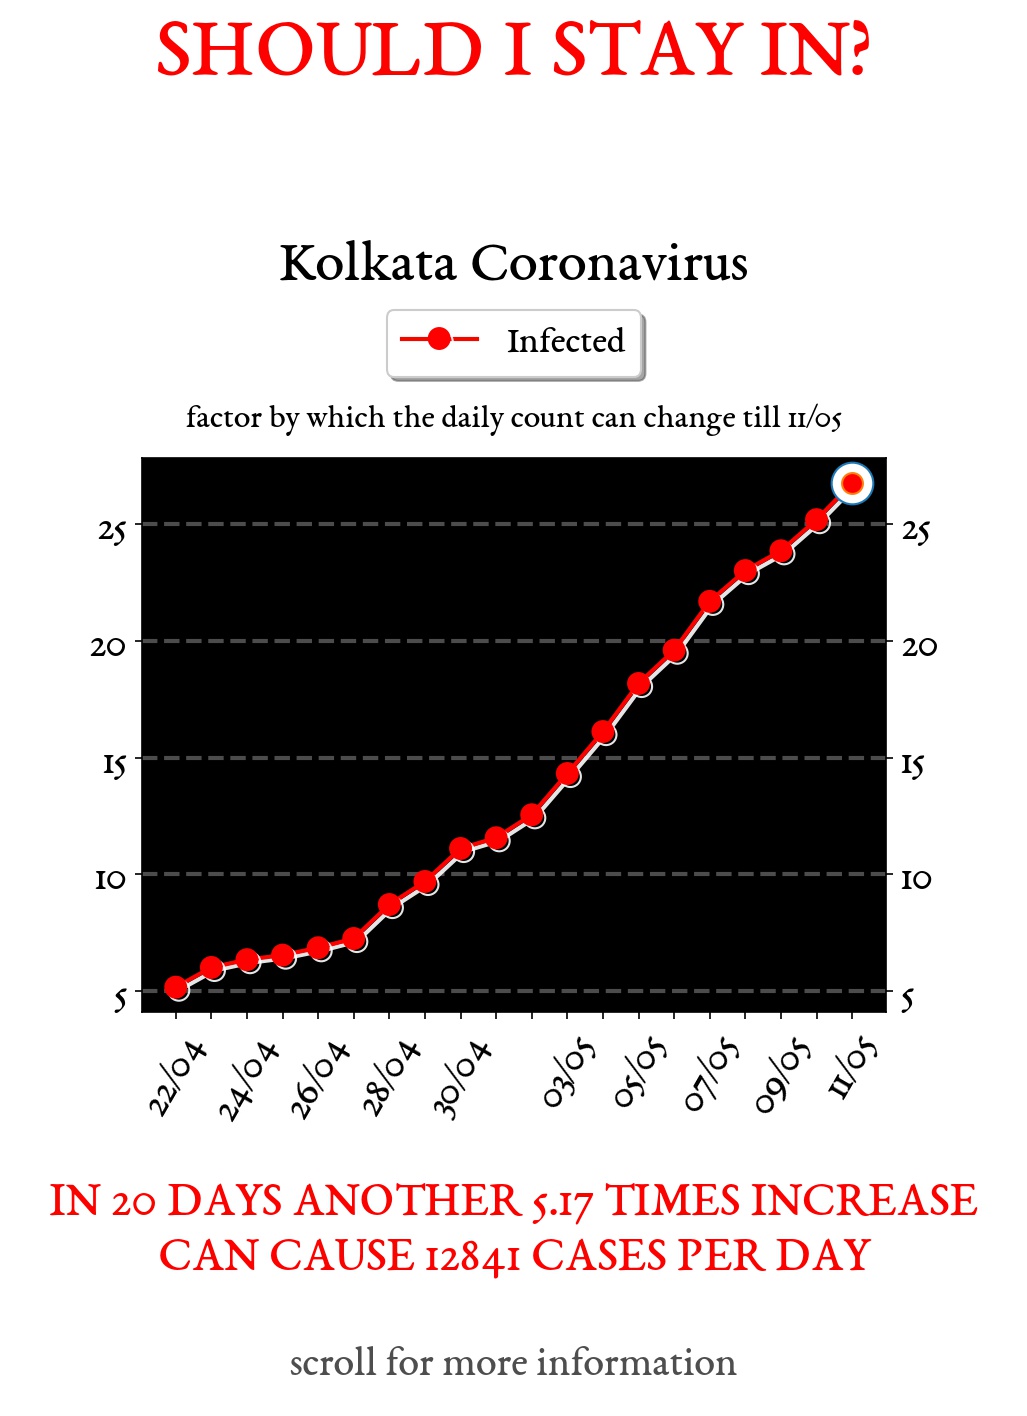 SHOULD I STAY IN?
Kolkata Coronavirus
Infected
factor by which the daily count can change till 11/05
25 25
20 20
15 15
10 10
5 5
22/04 24/04 26/04 28/04 30/04 03/05 05/05 07/05 09/05 11/05
IN 20 DAYS ANOTHER 5.17 TIMES INCREASE
CAN CAUSE 12841 CASES PER DAY
scroll for more information